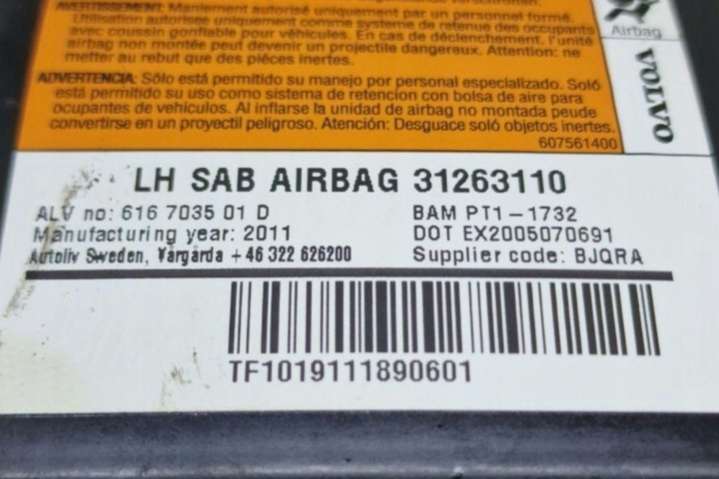 AVERTISSEMENT: Maniement autorisé uniquement par un personnel formé.
Utilisation autorisée uniquement comme système de retenue des occupants
avec coussin gonflable pour véhicules. En cas de déclenchement, l'unité
airbag non montée peut devenir un projectile dangereux. Attention: ne
metter au rebut que des pièces inertes.
ADVERTENCIA: Sólo está permitido su manejo por personal especializado. Soló
está permitido su uso como sistema de retención con bolsa de aire para
ocupantes de vehículos. Al inflarse la unidad de airbag no montada peude
convertirse en un proyectil peligroso. Atención: Desguace soló objetos inertes.
607561400
Airbag
VOLVO
LH SAB AIRBAG 31263110
ALV no: 616 7035 01 D BAM PT1-1732
Manufacturing year: 2011 DOT EX2005070691
Autoliv Sweden, Vårgårda +46 322 626200 Supplier code: BJQRA
TF1019111890601